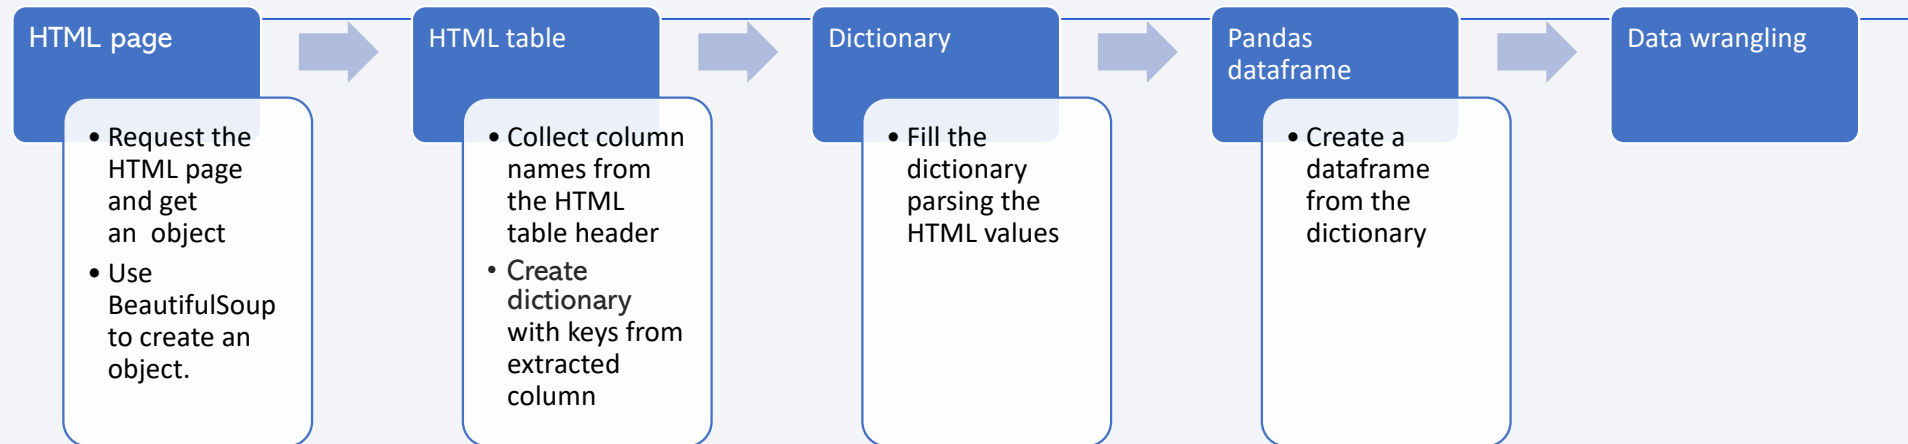 HTML page
• Request the
HTML page
and get
an  object
• Use
BeautifulSoup
to create an
object.
HTML table
• Collect column
names from
the HTML
table header
• Create
dictionary
with keys from
extracted
column
Dictionary
• Fill the
dictionary
parsing the
HTML values
Pandas
dataframe
• Create a
dataframe
from the
dictionary
Data wrangling